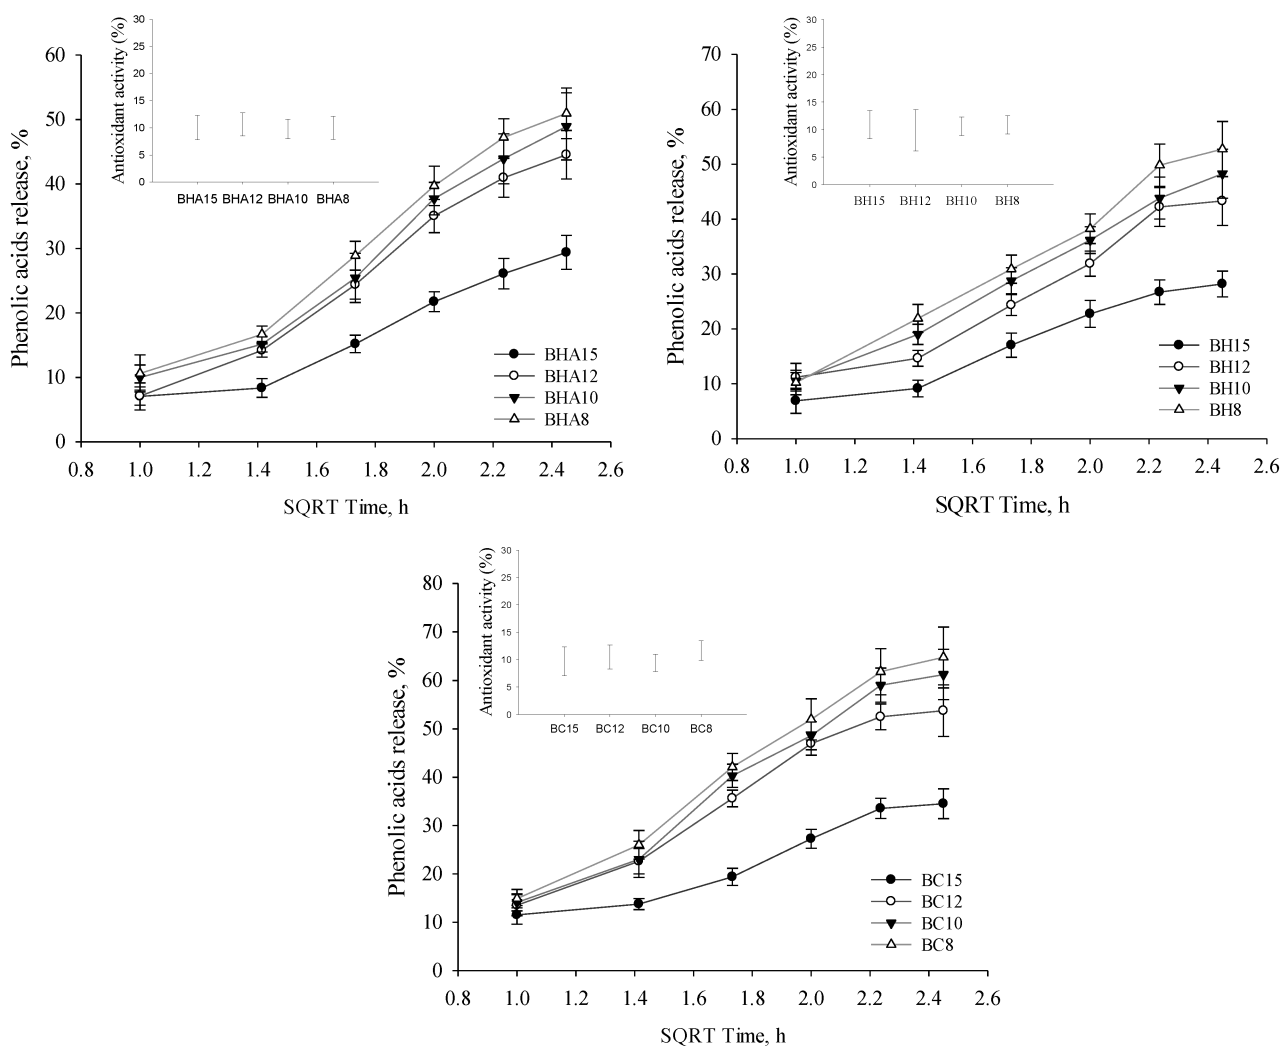 Antioxidant activity (%)
30
25
20
15
10
5
0
BHA15 BHA12 BHA10 BHA8
Phenolic acids release, %
60
50
40
30
20
10
0
BHA15
BHA12
BHA10
BHA8
0.8 1.0 1.2 1.4 1.6 1.8 2.0 2.2 2.4 2.6
SQRT Time, h
Antioxidant activity (%)
30
25
20
15
10
5
0
BH15 BH12 BH10 BH8
Phenolic acids release, %
70
60
50
40
30
20
10
0
BH15
BH12
BH10
BH8
0.8 1.0 1.2 1.4 1.6 1.8 2.0 2.2 2.4 2.6
SQRT Time, h
Antioxidant activity (%)
30
25
20
15
10
5
0
BC15 BC12 BC10 BC8
Phenolic acids release, %
80
70
60
50
40
30
20
10
0
BC15
BC12
BC10
BC8
0.8 1.0 1.2 1.4 1.6 1.8 2.0 2.2 2.4 2.6
SQRT Time, h